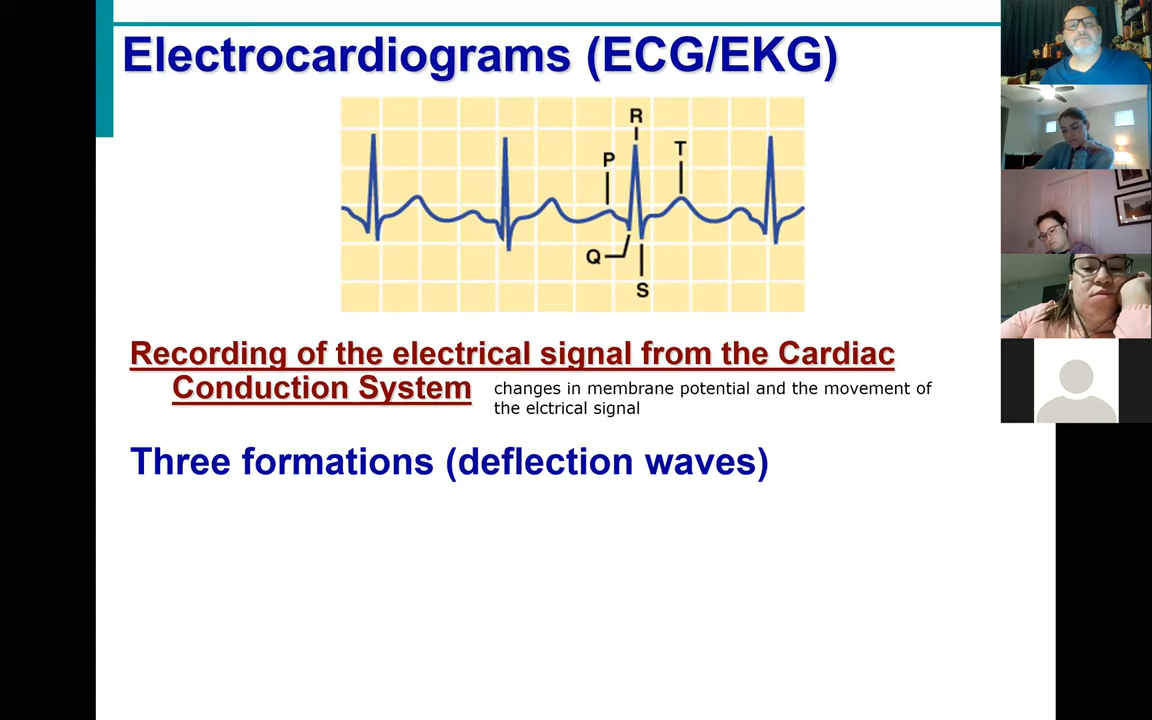 Electrocardiograms (ECG/EKG)
R
P
T
Q
S
Recording of the electrical signal from the Cardiac
Conduction System
changes in membrane potential and the movement of
the elctrical signal
Three formations (deflection waves)